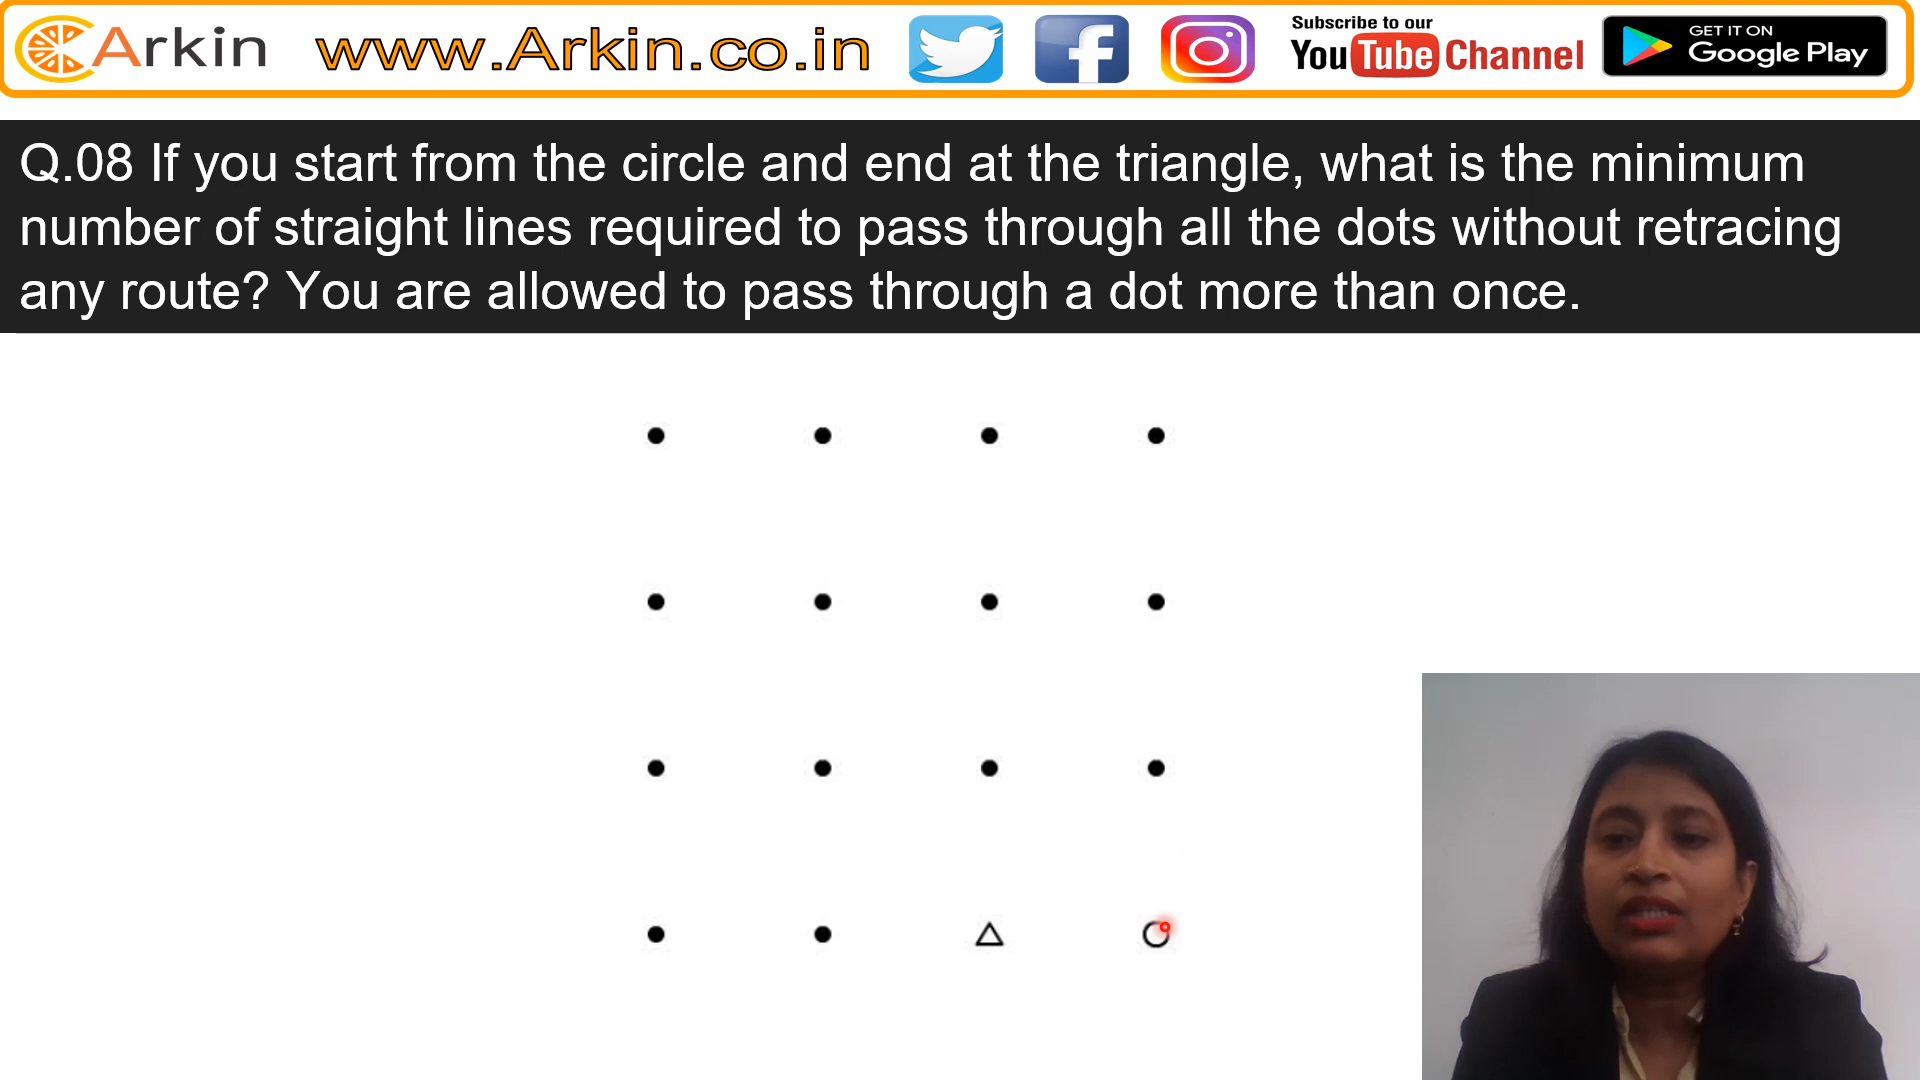 Arkin
www.Arkin.co.in
Subscribe to our
YouTube Channel
GET IT ON
Google Play
Q.08 If you start from the circle and end at the triangle, what is the minimum
number of straight lines required to pass through all the dots without retracing
any route? You are allowed to pass through a dot more than once.